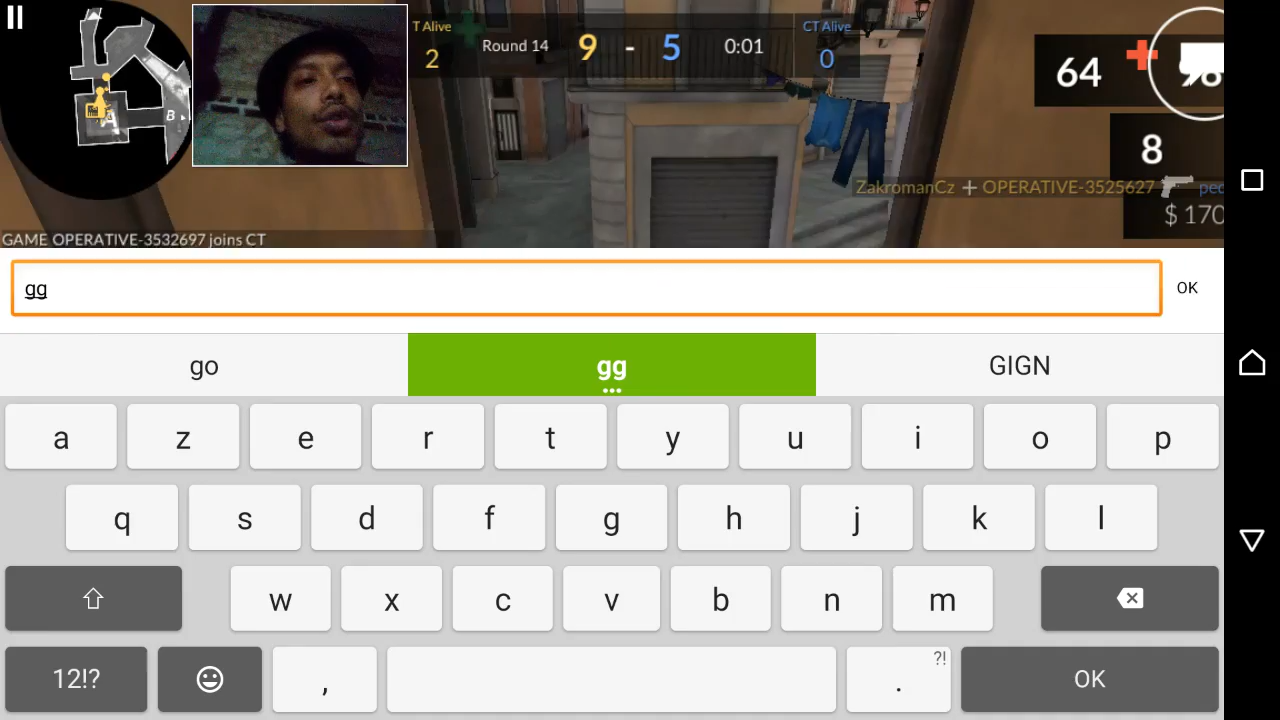 T Alive
2
Round 14
9 - 5
0:01
CT Alive
0
64
8
$ 170
A
B
ZakromanCz + OPERATIVE-3525627
GAME OPERATIVE-3532697 joins CT
gg
OK
go
gg
GIGN
a z e r t y u i o p
q s d f g h j k l
w x c v b n m
12!?
,
?!
.
OK